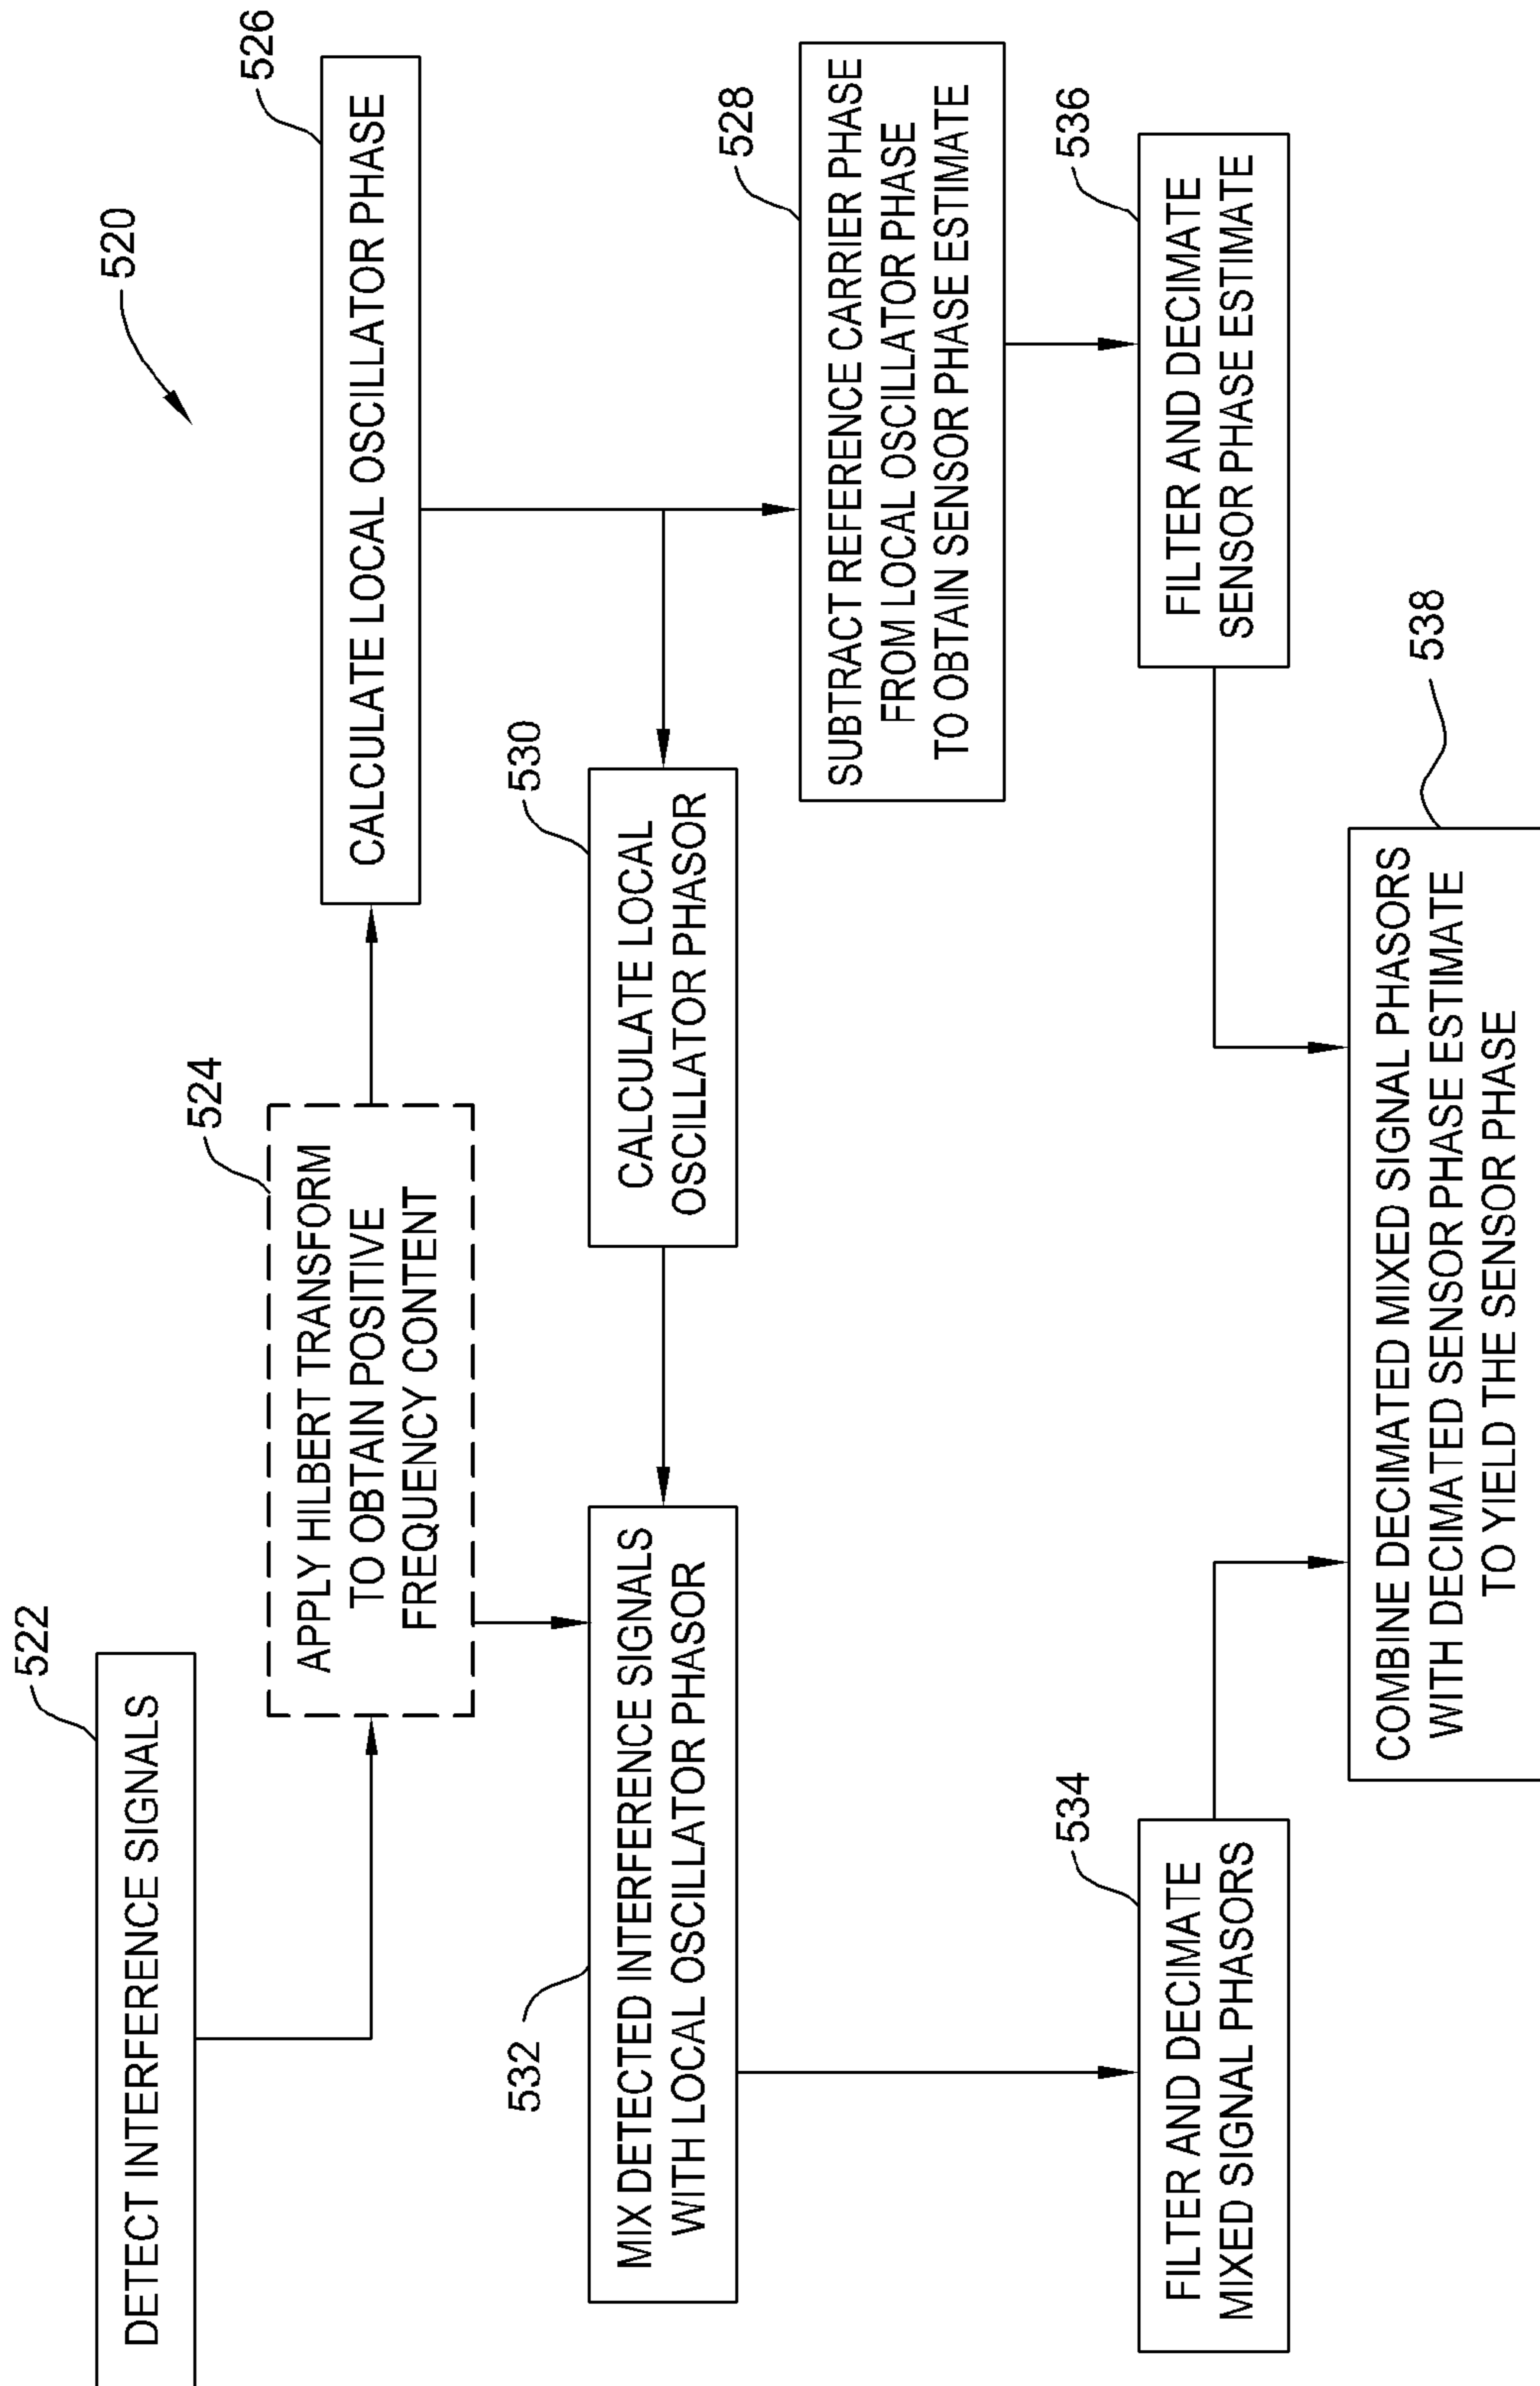 520
522
DETECT INTERFERENCE SIGNALS
524
APPLY HILBERT TRANSFORM
TO OBTAIN POSITIVE
FREQUENCY CONTENT
526
CALCULATE LOCAL OSCILLATOR PHASE
532
MIX DETECTED INTERFERENCE SIGNALS
WITH LOCAL OSCILLATOR PHASOR
530
CALCULATE LOCAL
OSCILLATOR PHASOR
528
SUBTRACT REFERENCE CARRIER PHASE
FROM LOCAL OSCILLATOR PHASE
TO OBTAIN SENSOR PHASE ESTIMATE
534
FILTER AND DECIMATE
MIXED SIGNAL PHASORS
536
FILTER AND DECIMATE
SENSOR PHASE ESTIMATE
538
COMBINE DECIMATED MIXED SIGNAL PHASORS
WITH DECIMATED SENSOR PHASE ESTIMATE
TO YIELD THE SENSOR PHASE